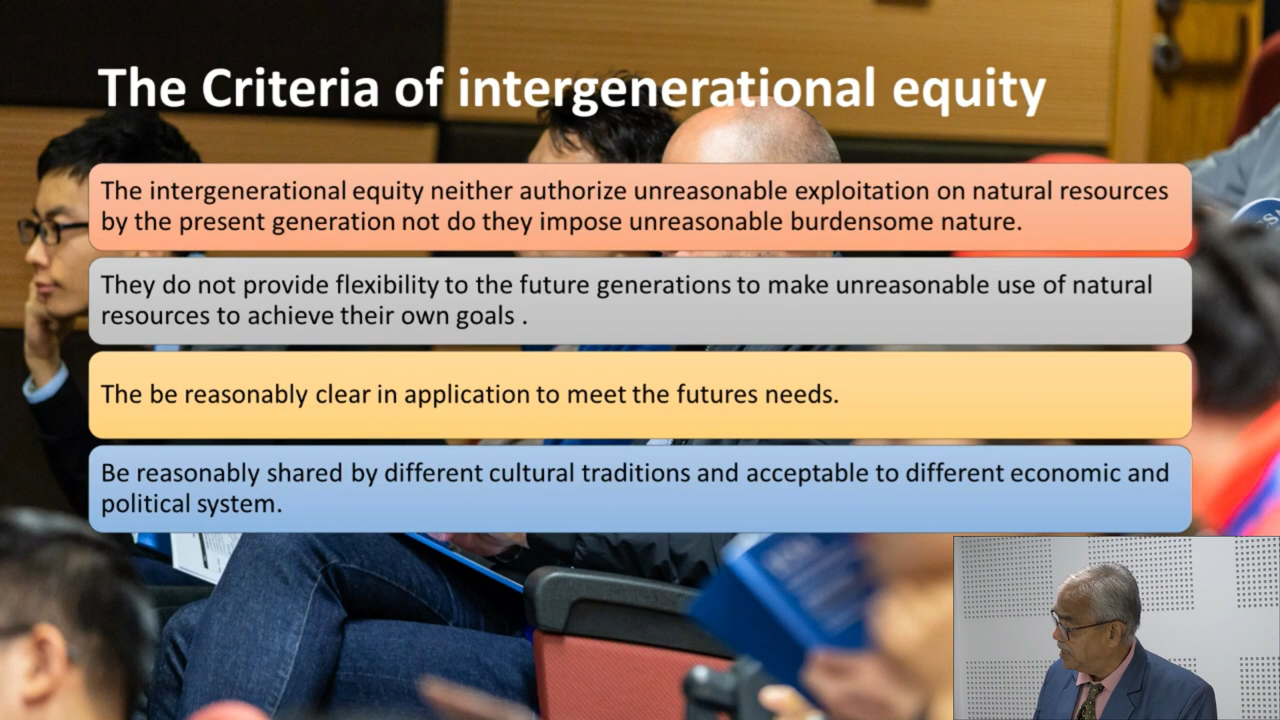 The Criteria of intergenerational equity
The intergenerational equity neither authorize unreasonable exploitation on natural resources
by the present generation not do they impose unreasonable burdensome nature.
They do not provide flexibility to the future generations to make unreasonable use of natural
resources to achieve their own goals .
The be reasonably clear in application to meet the futures needs.
Be reasonably shared by different cultural traditions and acceptable to different economic and
political system.